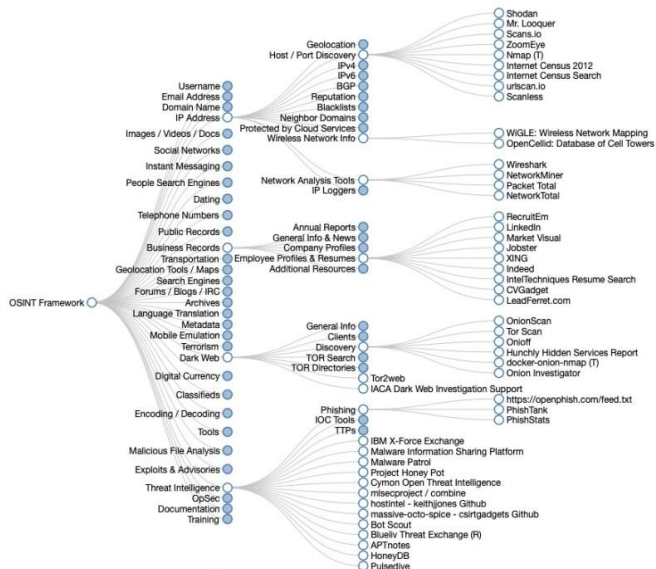 OSINT Framework
Username
Email Address
Domain Name
IP Address
Images / Videos / Docs
Social Networks
Instant Messaging
People Search Engines
Dating
Telephone Numbers
Public Records
Business Records
Transportation
Geolocation Tools / Maps
Search Engines
Forums / Blogs / IRC
Archives
Language Translation
Metadata
Mobile Emulation
Terrorism
Dark Web
Digital Currency
Classifieds
Encoding / Decoding
Tools
Malicious File Analysis
Exploits & Advisories
Threat Intelligence
OpSec
Documentation
Training
Geolocation
Host / Port Discovery
IPv4
IPv6
BGP
Reputation
Blacklists
Neighbor Domains
Protected by Cloud Services
Wireless Network Info
Network Analysis Tools
IP Loggers
Shodan
Mr. Looquer
Scans.io
ZoomEye
Nmap (T)
Internet Census 2012
Internet Census Search
urlscan.io
Scanless
WiGLE: Wireless Network Mapping
OpenCellid: Database of Cell Towers
Wireshark
NetworkMiner
Packet Total
NetworkTotal
Annual Reports
General Info & News
Company Profiles
Employee Profiles & Resumes
Additional Resources
RecruitEm
LinkedIn
Market Visual
Jobster
XING
Indeed
IntelTechniques Resume Search
CVGadget
LeadFerret.com
General Info
Clients
Discovery
TOR Search
TOR Directories
Tor2web
IACA Dark Web Investigation Support
OnionScan
Tor Scan
Onioff
Hunchly Hidden Services Report
docker-onion-nmap (T)
Onion Investigator
Phishing
IOC Tools
TTPs
IBM X-Force Exchange
Malware Information Sharing Platform
Malware Patrol
Project Honey Pot
Cymon Open Threat Intelligence
mlsecproject / combine
hostintel - keithjjones Github
massive-octo-spice - csirtgadgets Github
Bot Scout
Blueliv Threat Exchange (R)
APTnotes
HoneyDB
Pulsedive
https://openphish.com/feed.txt
PhishTank
PhishStats